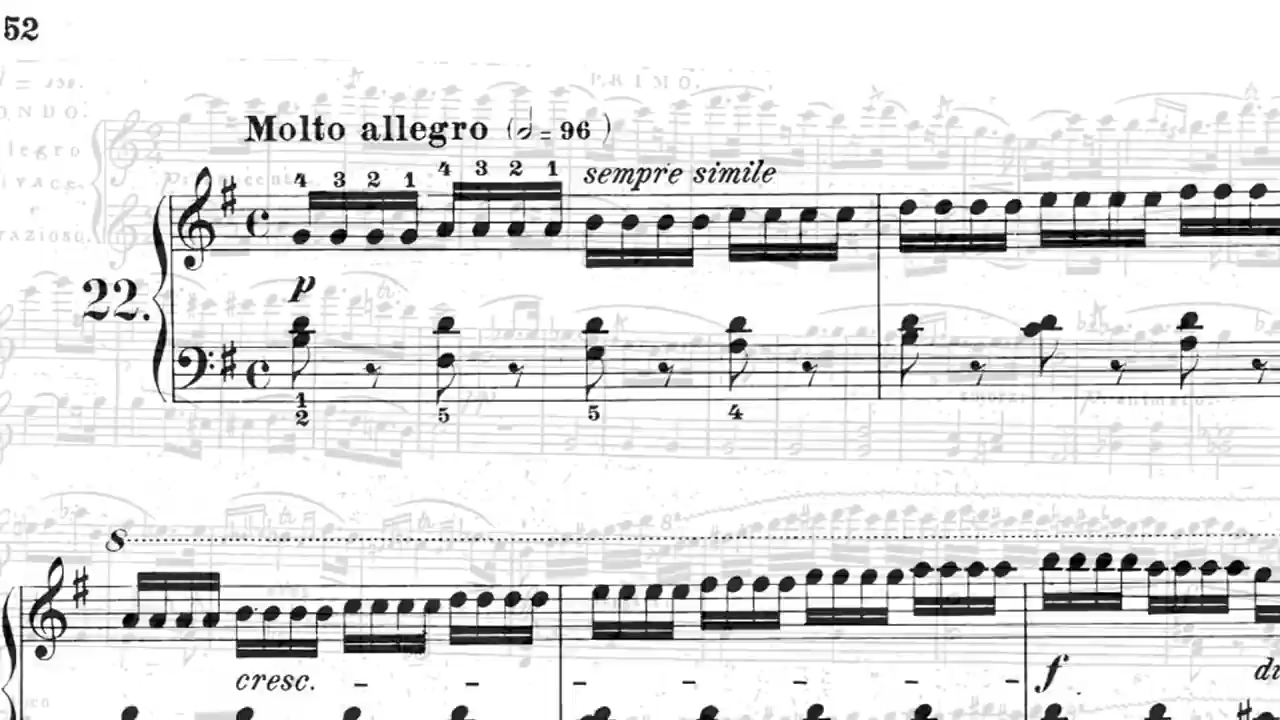 52
PRIMO.
Molto allegro (𝅗𝅥 = 96 )
4 3 2 1 4 3 2 1 sempre simile
p
22.
1
2 5 5 4
8
cresc.
f